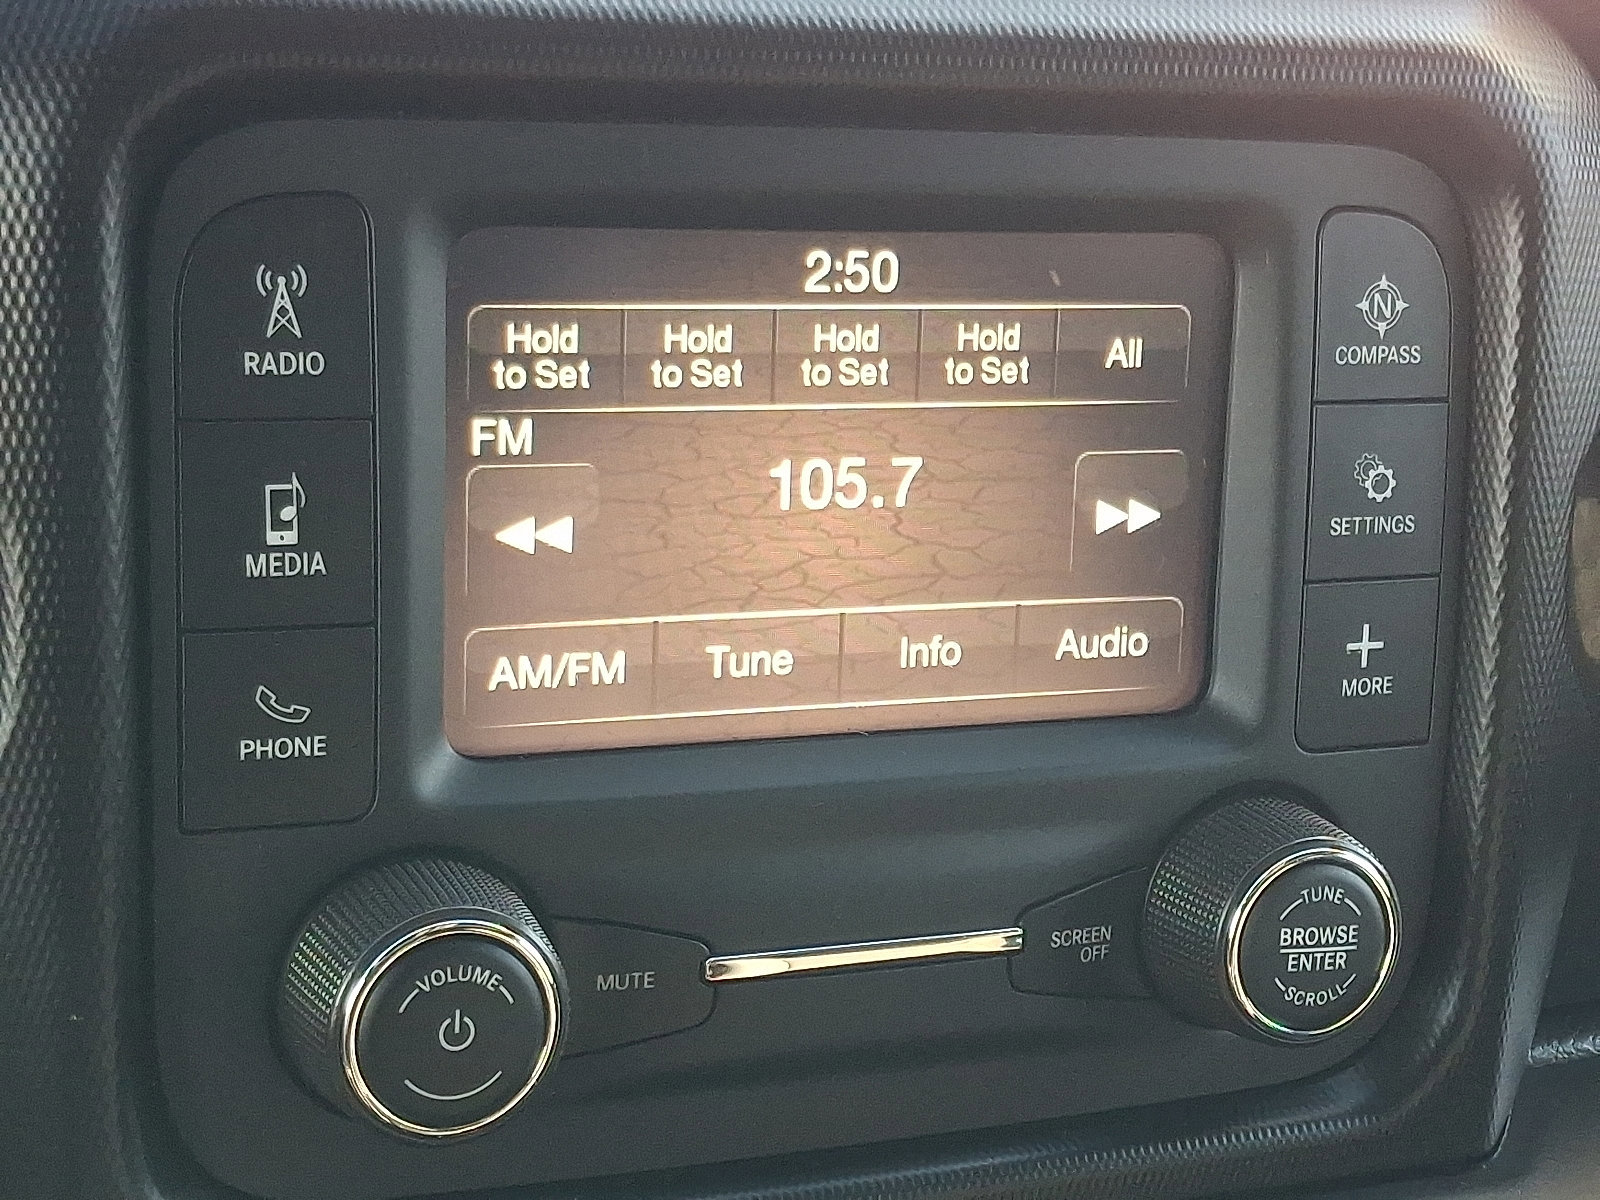 2:50
Hold to Set
Hold to Set
Hold to Set
Hold to Set
All
FM
105.7
AM/FM
Tune
Info
Audio
RADIO
MEDIA
PHONE
N
COMPASS
SETTINGS
MORE
VOLUME
MUTE
SCREEN
OFF
TUNE
BROWSE
ENTER
SCROLL